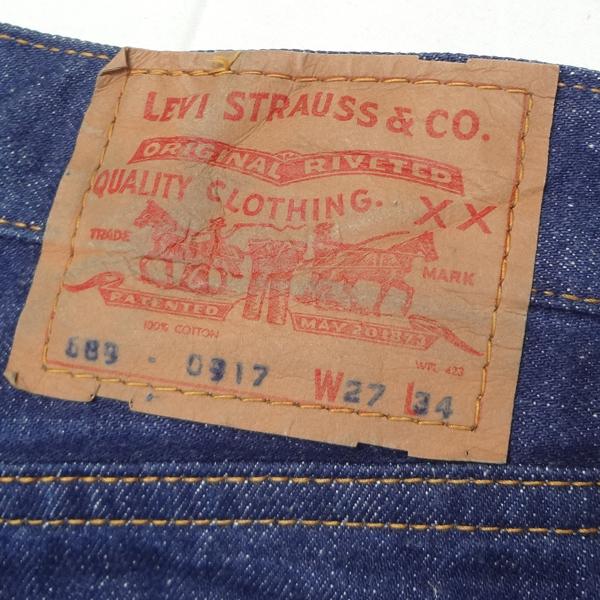 LEVI STRAUSS & CO.
ORIGINAL RIVETED
QUALITY CLOTHING. XX
TRADE MARK
PATENTED MAY 20 1873
100% COTTON WPL 423
689 - 0917 W27 L34